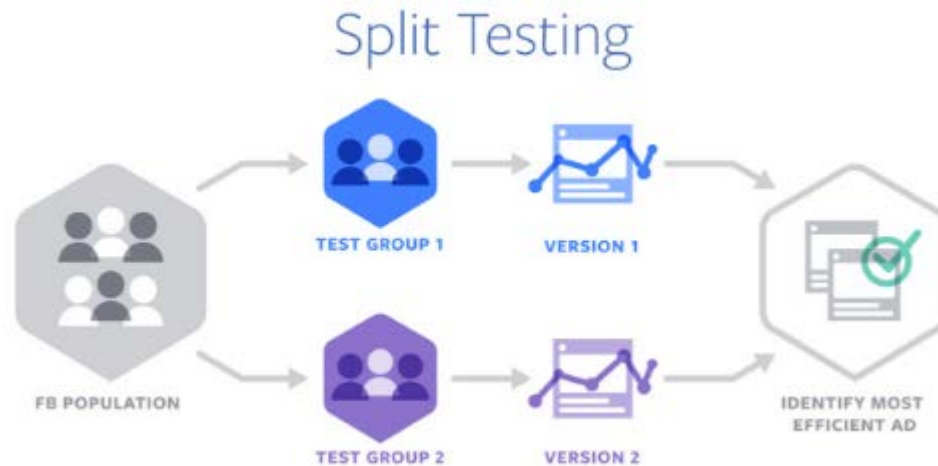 Split Testing
TEST GROUP 1
VERSION 1
FB POPULATION
IDENTIFY MOST
EFFICIENT AD
TEST GROUP 2
VERSION 2